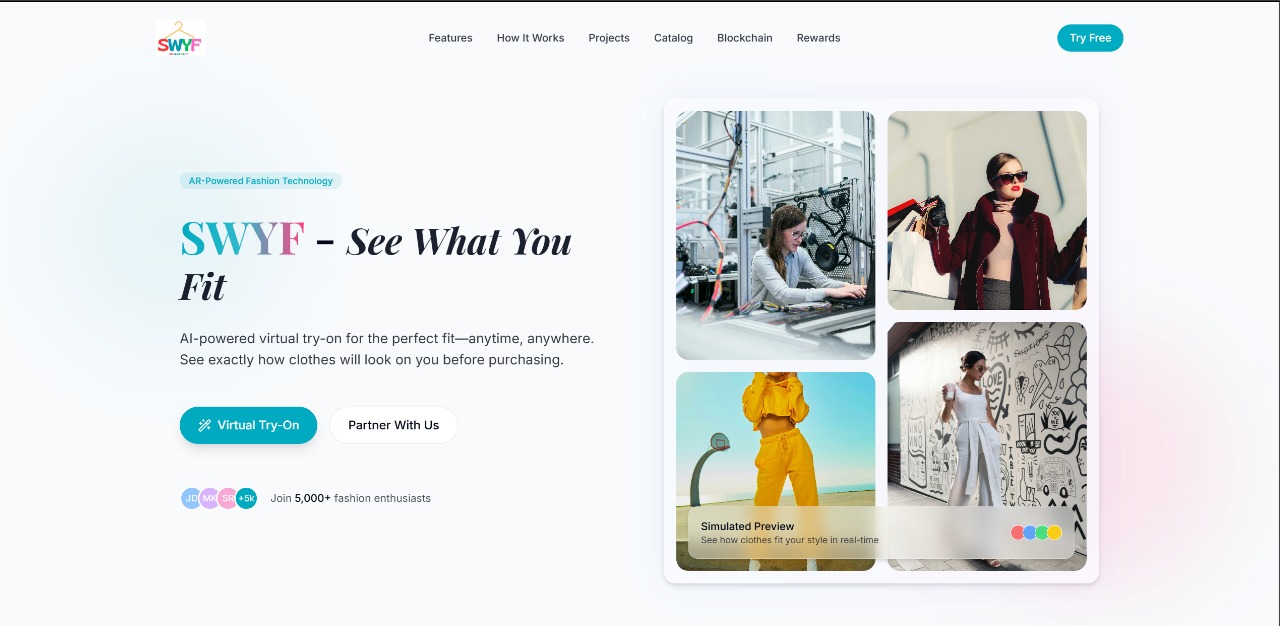 SWYF
Features
How It Works
Projects
Catalog
Blockchain
Rewards
Try Free
AR-Powered Fashion Technology
SWYF – See What You
Fit
AI-powered virtual try-on for the perfect fit—anytime, anywhere.
See exactly how clothes will look on you before purchasing.
Virtual Try-On
Partner With Us
JD MK SR +5k
Join 5,000+ fashion enthusiasts
LOVE
Simulated Preview
See how clothes fit your style in real-time